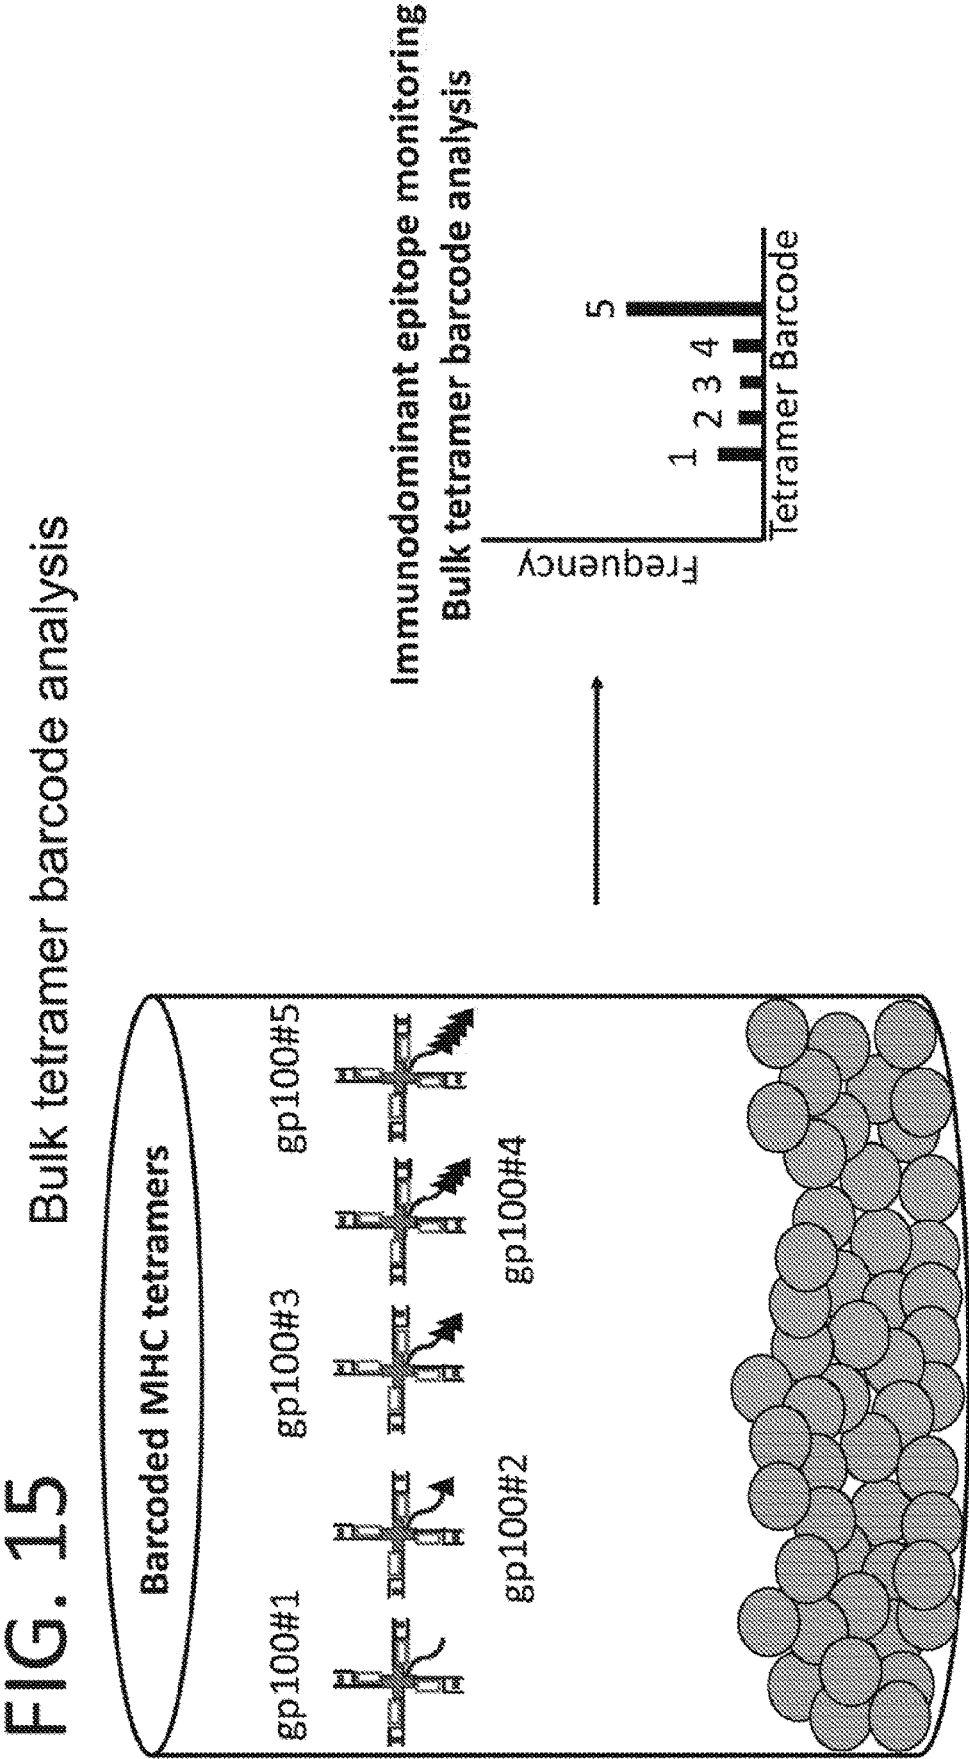 FIG. 15
Bulk tetramer barcode analysis
Barcoded MHC tetramers
gp100#1
gp100#3
gp100#5
gp100#2
gp100#4
Immunodominant epitope monitoring
Bulk tetramer barcode analysis
Frequency
1
2
3
4
5
Tetramer Barcode